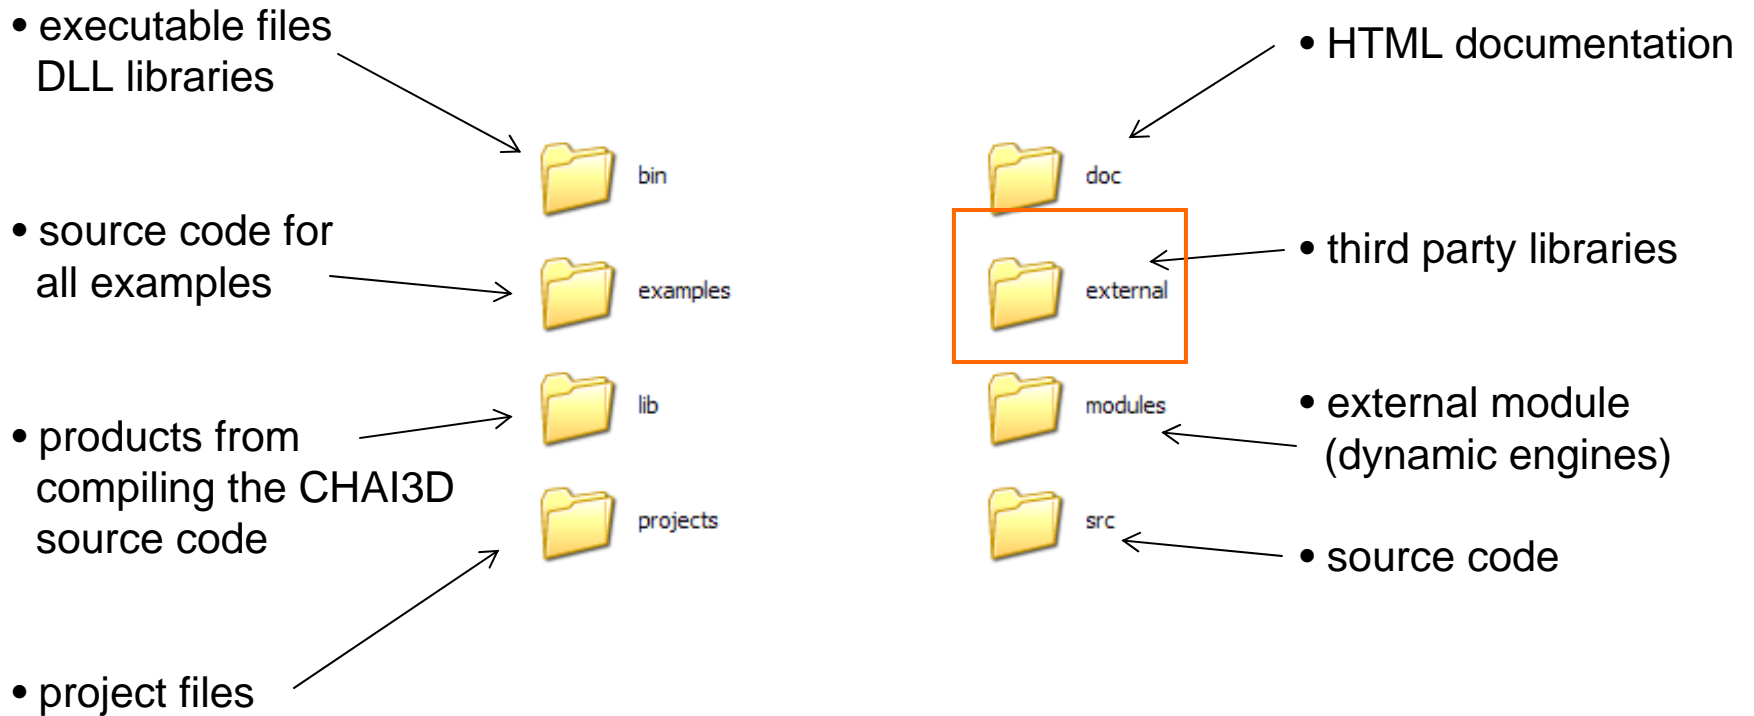 • executable files
DLL libraries
• source code for
all examples
• products from
compiling the CHAI3D
source code
• project files
bin
examples
lib
projects
doc
external
modules
src
• HTML documentation
• third party libraries
• external module
(dynamic engines)
• source code